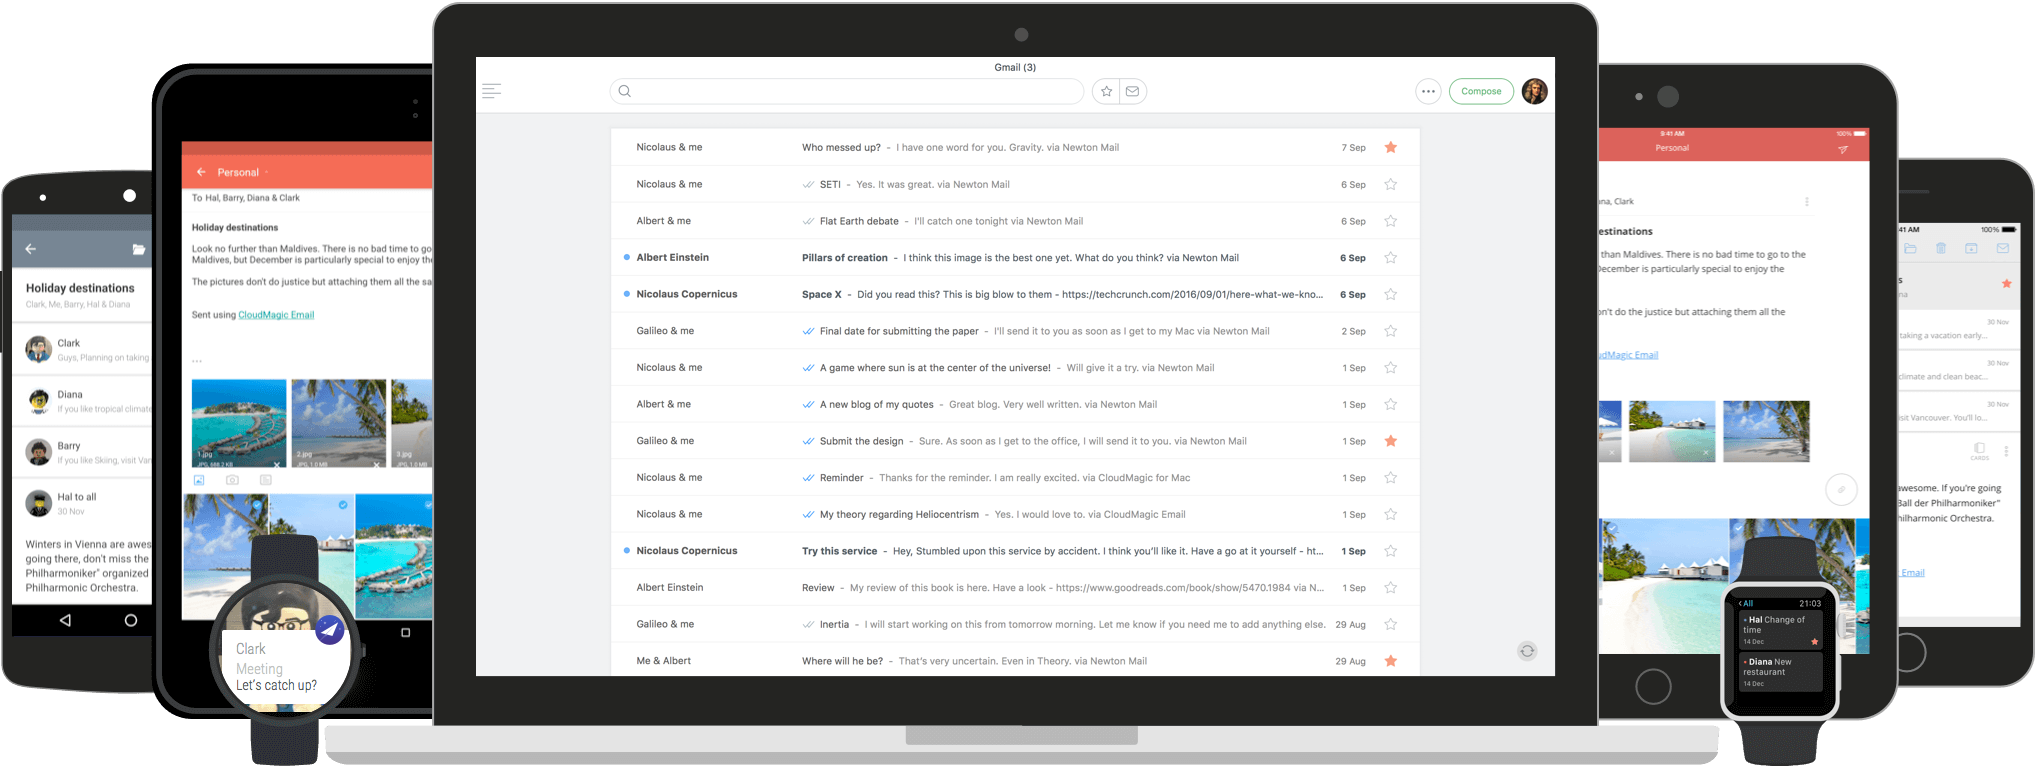 Holiday destinations
Clark, Me, Barry, Hal & Diana
Clark
Guys, Planning on taking
Diana
If you like tropical climate
Barry
If you like Skiing, visit Van
Hal to all
30 Nov
Winters in Vienna are awes
going there, don't miss the
Philharmoniker" organized
Philharmonic Orchestra.
Personal
To Hal, Barry, Diana & Clark
Holiday destinations
Look no further than Maldives. There is no bad time to go
Maldives, but December is particularly special to enjoy the
The pictures don't do justice but attaching them all the sa
Sent using CloudMagic Email
...
1.jpg
JPG, 668.2 KB
2.jpg
JPG, 1.0 MB
3.jpg
JPG, 1.0 M
Clark
Meeting
Let's catch up?
Gmail (3)
Compose
Nicolaus & me Who messed up? - I have one word for you. Gravity. via Newton Mail 7 Sep
Nicolaus & me SETI - Yes. It was great. via Newton Mail 6 Sep
Albert & me Flat Earth debate - I'll catch one tonight via Newton Mail 6 Sep
Albert Einstein Pillars of creation - I think this image is the best one yet. What do you think? via Newton Mail 6 Sep
Nicolaus Copernicus Space X - Did you read this? This is big blow to them - https://techcrunch.com/2016/09/01/here-what-we-kno... 6 Sep
Galileo & me Final date for submitting the paper - I'll send it to you as soon as I get to my Mac via Newton Mail 2 Sep
Nicolaus & me A game where sun is at the center of the universe! - Will give it a try. via Newton Mail 1 Sep
Albert & me A new blog of my quotes - Great blog. Very well written. via Newton Mail 1 Sep
Galileo & me Submit the design - Sure. As soon as I get to the office, I will send it to you. via Newton Mail 1 Sep
Nicolaus & me Reminder - Thanks for the reminder. I am really excited. via CloudMagic for Mac 1 Sep
Nicolaus & me My theory regarding Heliocentrism - Yes. I would love to. via CloudMagic Email 1 Sep
Nicolaus Copernicus Try this service - Hey, Stumbled upon this service by accident. I think you'll like it. Have a go at it yourself - ht... 1 Sep
Albert Einstein Review - My review of this book is here. Have a look - https://www.goodreads.com/book/show/5470.1984 via N... 1 Sep
Galileo & me Inertia - I will start working on this from tomorrow morning. Let me know if you need me to add anything else. 29 Aug
Me & Albert Where will he be? - That's very uncertain. Even in Theory. via Newton Mail 29 Aug
9:41 AM 100%
Personal
na, Clark
estinations
than Maldives. There is no bad time to go to the
ecember is particularly special to enjoy the
n't do the justice but attaching them all the
udMagic Email
All 21:03
Hal Change of
time
14 Dec
Diana New
restaurant
14 Dec
41 AM 100%
s
na
30 Nov
taking a vacation early...
30 Nov
climate and clean beac...
30 Nov
visit Vancouver. You'll lo...
CARDS
awesome. If you're going
Ball der Philharmoniker"
hilharmonic Orchestra.
Email